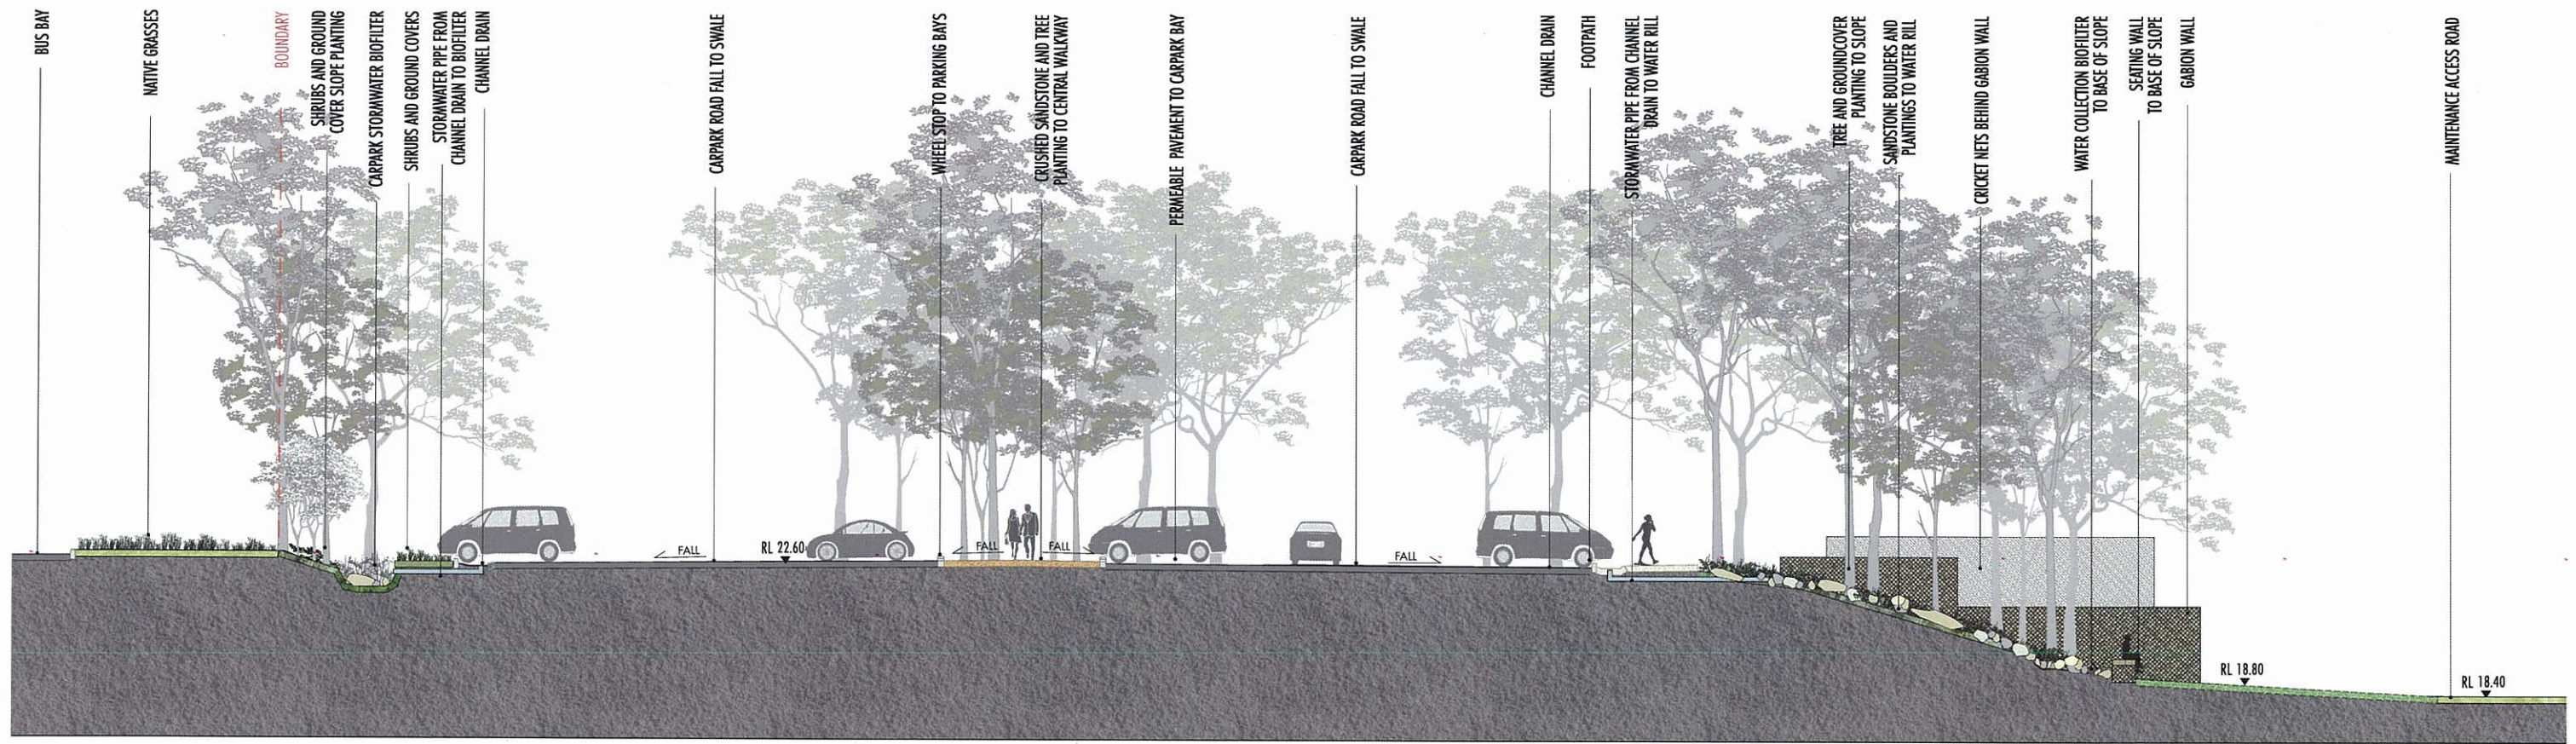 BUS BAY
NATIVE GRASSES
BOUNDARY
SHRUBS AND GROUND
COVER SLOPE PLANTING
CARPARK STORMWATER BIOFILTER
SHRUBS AND GROUND COVERS
STORMWATER PIPE FROM
CHANNEL DRAIN TO BIOFILTER
CHANNEL DRAIN
CARPARK ROAD FALL TO SWALE
WHEEL STOP TO PARKING BAYS
CRUSHED SANDSTONE AND TREE
PLANTING TO CENTRAL WALKWAY
PERMEABLE PAVEMENT TO CARPARK BAY
CARPARK ROAD FALL TO SWALE
CHANNEL DRAIN
FOOTPATH
STORMWATER PIPE FROM CHANNEL
DRAIN TO WATER RILL
TREE AND GROUNDCOVER
PLANTING TO SLOPE
SANDSTONE BOULDERS AND
PLANTINGS TO WATER RILL
CRICKET NETS BEHIND GABION WALL
WATER COLLECTION BIOFILTER
TO BASE OF SLOPE
SEATING WALL
TO BASE OF SLOPE
GABION WALL
MAINTENANCE ACCESS ROAD
FALL
RL 22.60
FALL
FALL
FALL
RL 18.80
RL 18.40